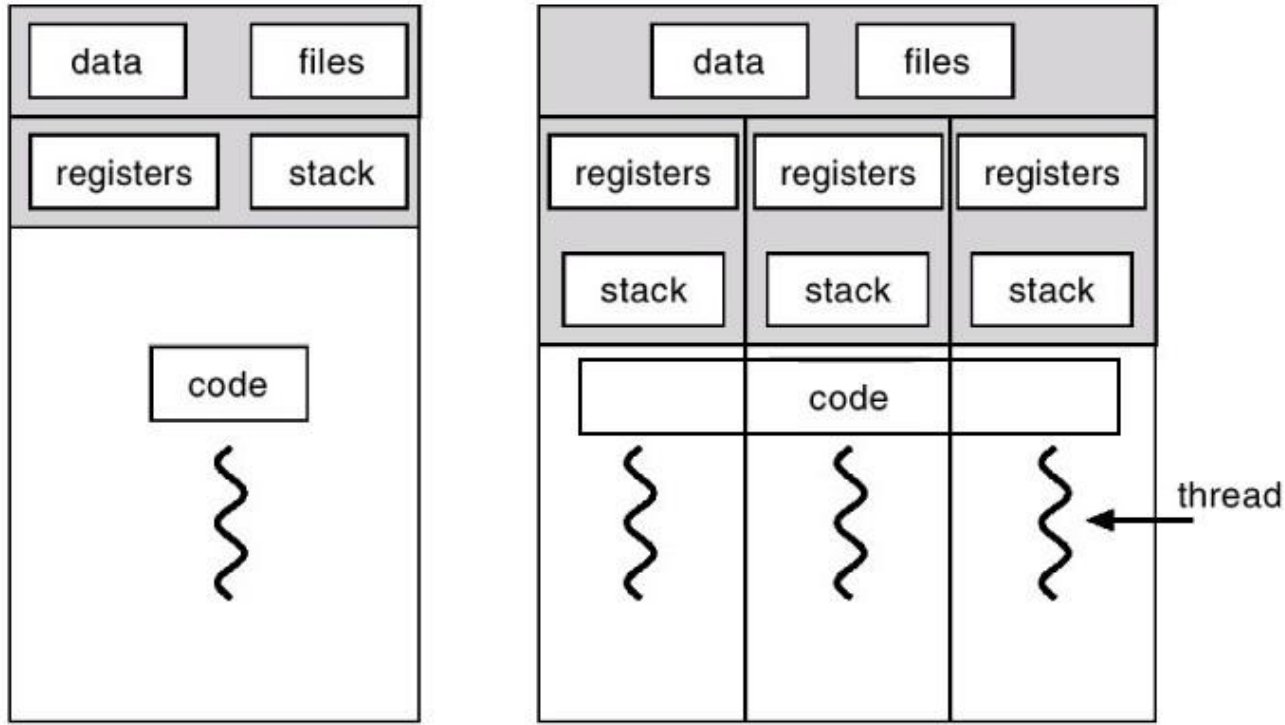 data files
registers stack
code
data files
registers registers registers
stack stack stack
code
thread